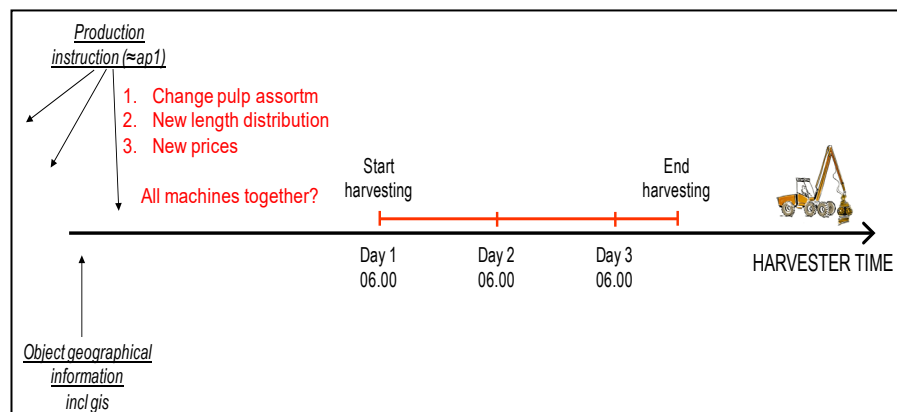 Production
instruction (≈ap1)
1. Change pulp assortm
2. New length distribution
3. New prices
All machines together?
Start
harvesting
End
harvesting
Day 1
06.00
Day 2
06.00
Day 3
06.00
HARVESTER TIME
Object geographical
information
incl gis